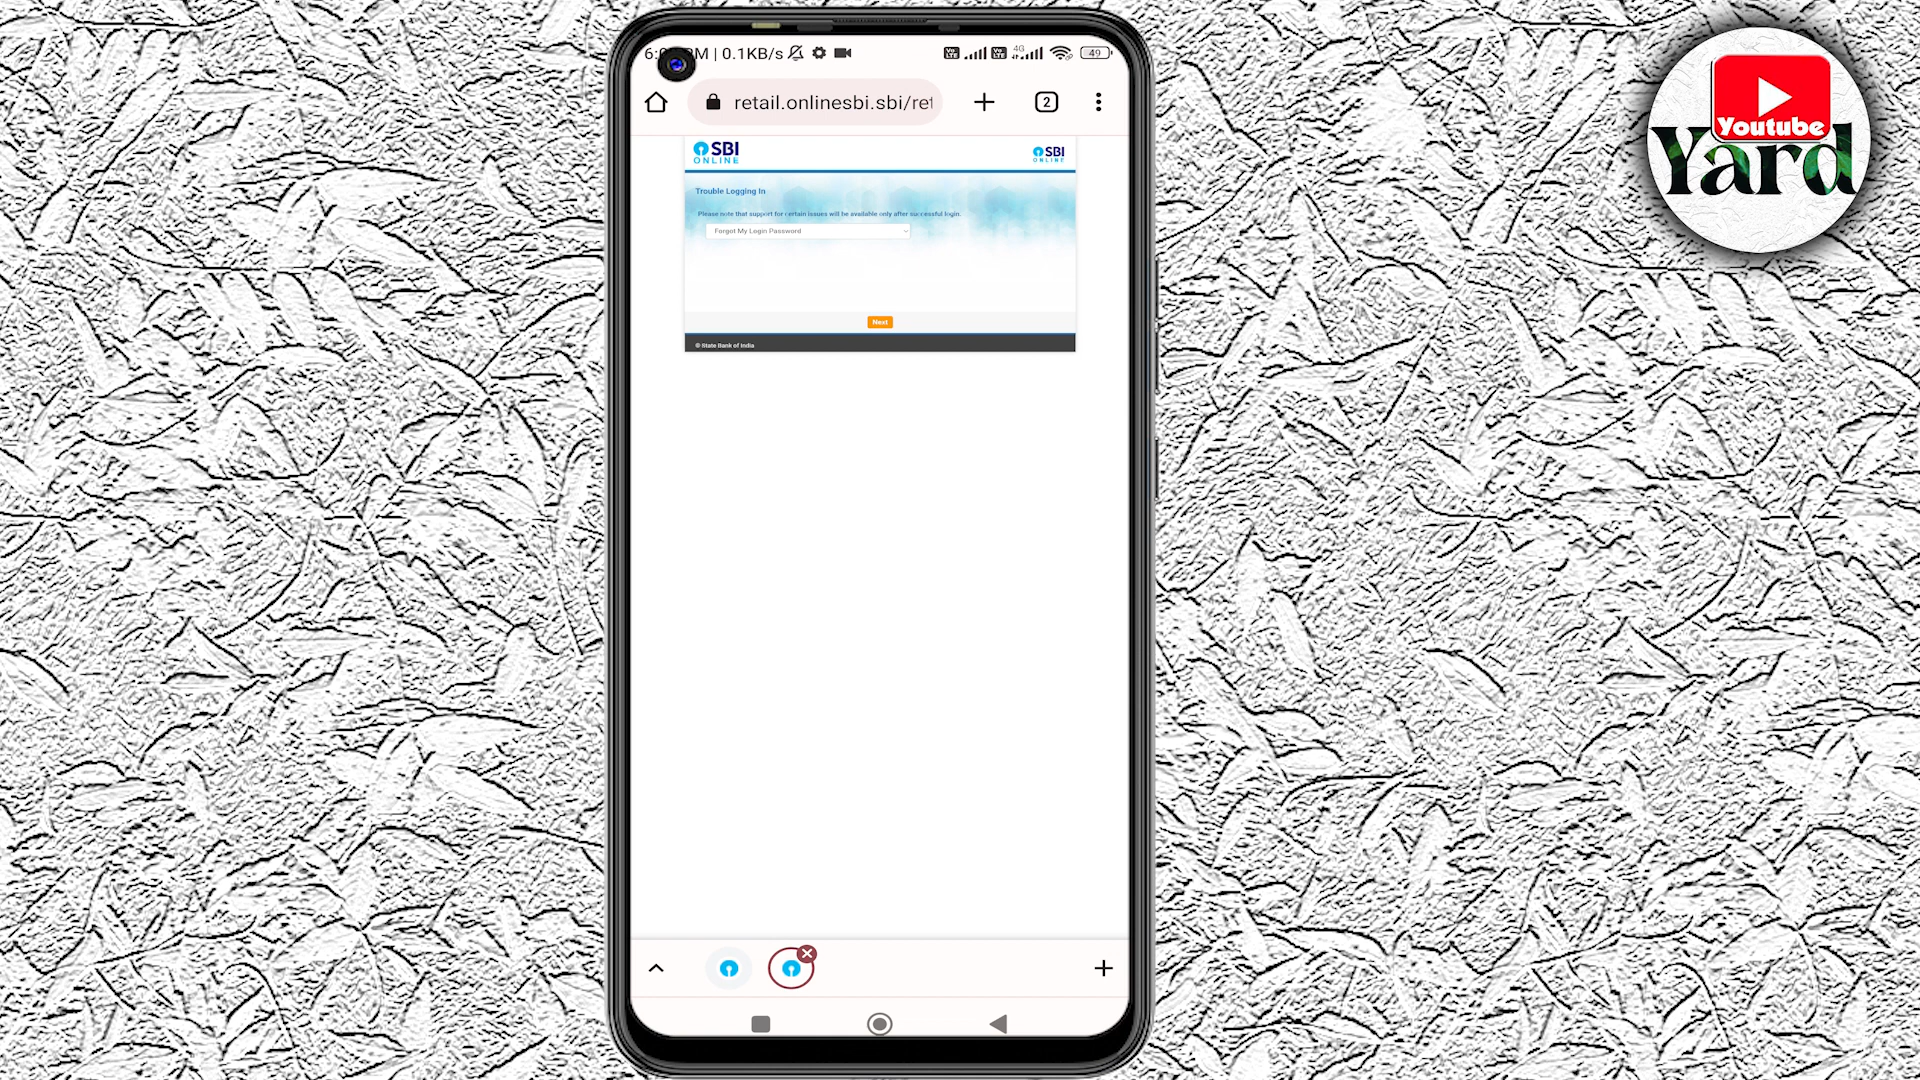 PM | 0.1KB/s
4G
49
retail.onlinesbi.sbi/ret
2
SBI
ONLINE
SBI
ONLINE
Trouble Logging In
Please note that support for certain issues will be available only after successful login.
Forgot My Login Password
Next
© State Bank of India
Youtube
Yard